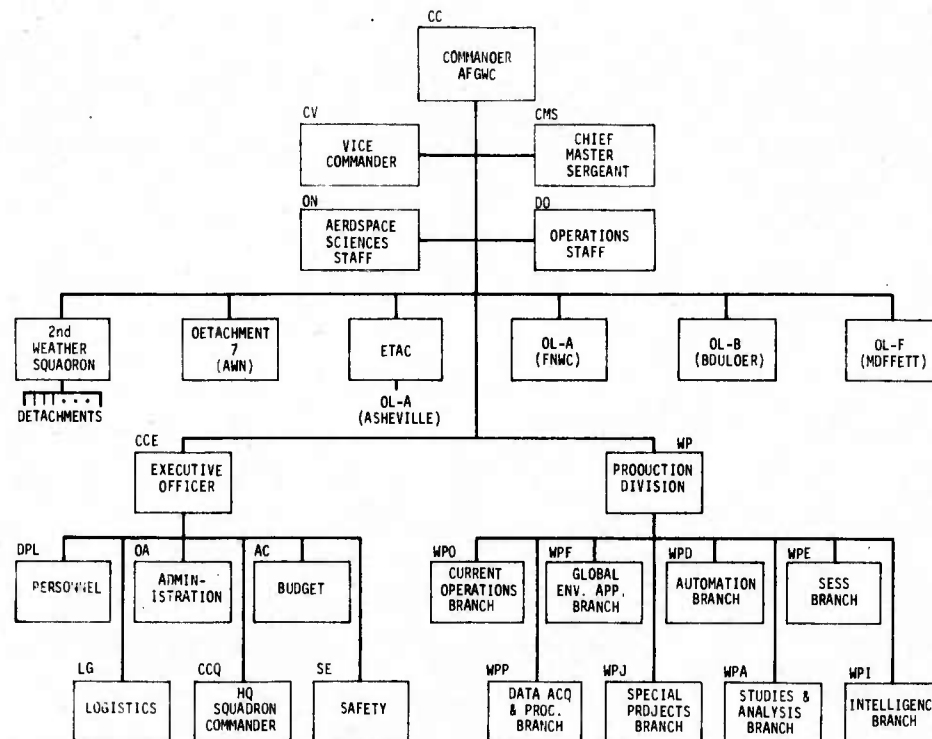 CC
COMMANOER
AFGWC
CV
VICE
COMMANDER
CMS
CHIEF
MASTER
SERGEANT
ON
AERDSPACE
SCIENCES
STAFF
DO
OPERATIONS
STAFF
2nd
WEATHER
SQUAORON
DETACHMENTS
OETACHMENT
7
(AWN)
ETAC
OL-A
(ASHEVILLE)
OL-A
(FNWC)
OL-B
(BDULOER)
OL-F
(MDFFETT)
CCE
EXECUTIVE
OFFICER
WP
PROOUCTION
DIVISION
DPL
PERSONNEL
OA
ADMIN-
ISTRATION
AC
BUDGET
LG
LOGISTICS
CCQ
HQ
SQUADRON
COMMANDER
SE
SAFETY
WPO
CURRENT
OPERATIONS
BRANCH
WPF
GLOBAL
ENV. APP.
BRANCH
WPD
AUTOMATION
BRANCH
WPE
SESS
BRANCH
WPP
DATA ACQ
& PROC.
BRANCH
WPJ
SPECIAL
PRDJECTS
BRANCH
WPA
STUDIES &
ANALYSIS
BRANCH
WPI
INTELLIGENC
BRANCH